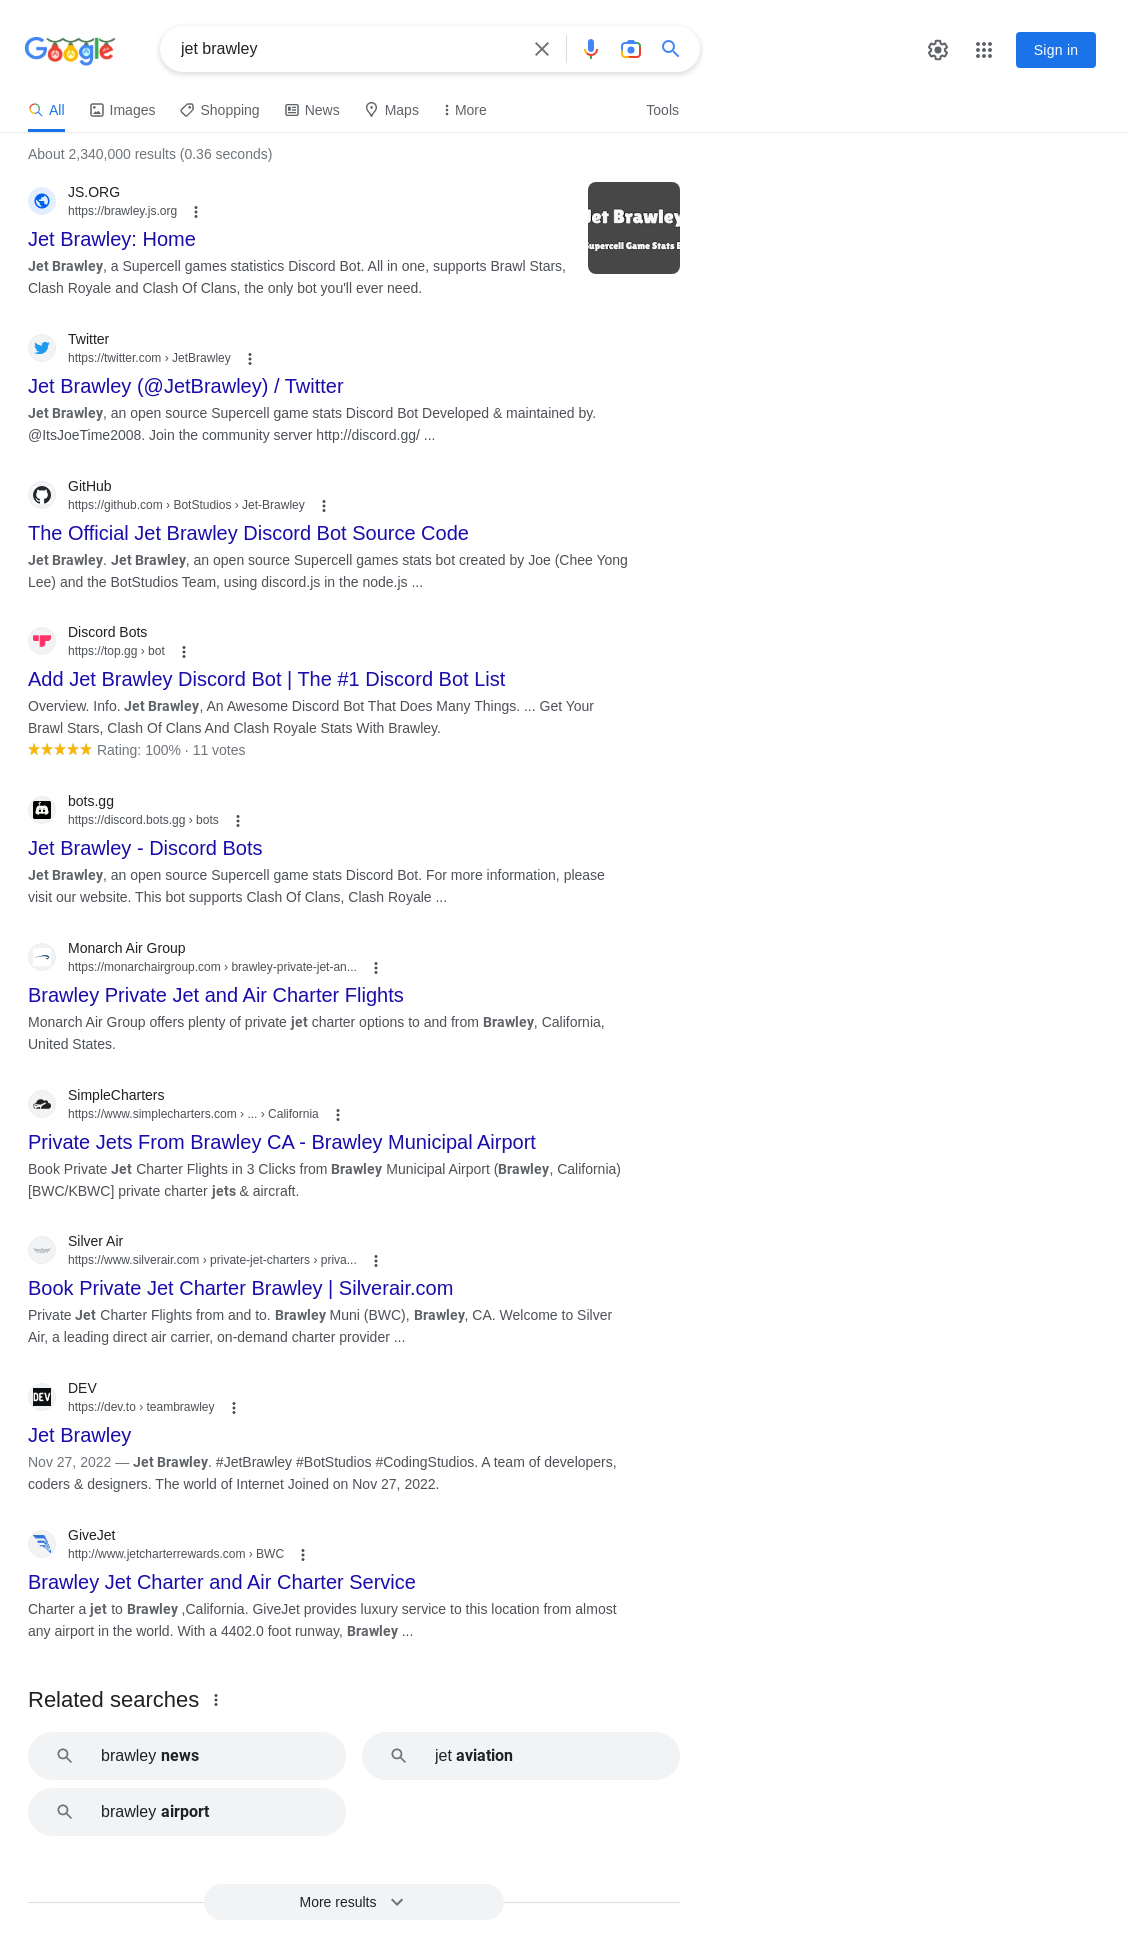 Google
jet brawley
Sign in
All
Images
Shopping
News
Maps
More
Tools
About 2,340,000 results (0.36 seconds)
JS.ORG
https://brawley.js.org
Jet Brawley: Home
Jet Brawley, a Supercell games statistics Discord Bot. All in one, supports Brawl Stars,
Clash Royale and Clash Of Clans, the only bot you'll ever need.
Jet Brawley
Supercell Game Stats B
Twitter
https://twitter.com › JetBrawley
Jet Brawley (@JetBrawley) / Twitter
Jet Brawley, an open source Supercell game stats Discord Bot Developed & maintained by.
@ItsJoeTime2008. Join the community server http://discord.gg/ ...
GitHub
https://github.com › BotStudios › Jet-Brawley
The Official Jet Brawley Discord Bot Source Code
Jet Brawley. Jet Brawley, an open source Supercell games stats bot created by Joe (Chee Yong
Lee) and the BotStudios Team, using discord.js in the node.js ...
Discord Bots
https://top.gg › bot
Add Jet Brawley Discord Bot | The #1 Discord Bot List
Overview. Info. Jet Brawley, An Awesome Discord Bot That Does Many Things. ... Get Your
Brawl Stars, Clash Of Clans And Clash Royale Stats With Brawley.
Rating: 100% · 11 votes
bots.gg
https://discord.bots.gg › bots
Jet Brawley - Discord Bots
Jet Brawley, an open source Supercell game stats Discord Bot. For more information, please
visit our website. This bot supports Clash Of Clans, Clash Royale ...
Monarch Air Group
https://monarchairgroup.com › brawley-private-jet-an...
Brawley Private Jet and Air Charter Flights
Monarch Air Group offers plenty of private jet charter options to and from Brawley, California,
United States.
SimpleCharters
https://www.simplecharters.com › ... › California
Private Jets From Brawley CA - Brawley Municipal Airport
Book Private Jet Charter Flights in 3 Clicks from Brawley Municipal Airport (Brawley, California)
[BWC/KBWC] private charter jets & aircraft.
Silver Air
https://www.silverair.com › private-jet-charters › priva...
Book Private Jet Charter Brawley | Silverair.com
Private Jet Charter Flights from and to. Brawley Muni (BWC), Brawley, CA. Welcome to Silver
Air, a leading direct air carrier, on-demand charter provider ...
DEV
DEV
https://dev.to › teambrawley
Jet Brawley
Nov 27, 2022 — Jet Brawley. #JetBrawley #BotStudios #CodingStudios. A team of developers,
coders & designers. The world of Internet Joined on Nov 27, 2022.
GiveJet
http://www.jetcharterrewards.com › BWC
Brawley Jet Charter and Air Charter Service
Charter a jet to Brawley ,California. GiveJet provides luxury service to this location from almost
any airport in the world. With a 4402.0 foot runway, Brawley ...
Related searches
brawley news
jet aviation
brawley airport
More results